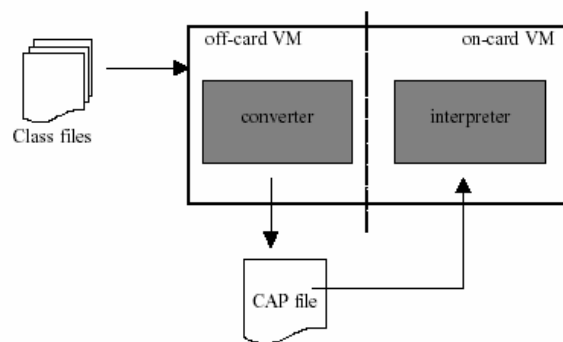 off-card VM
on-card VM
converter
interpreter
Class files
CAP file